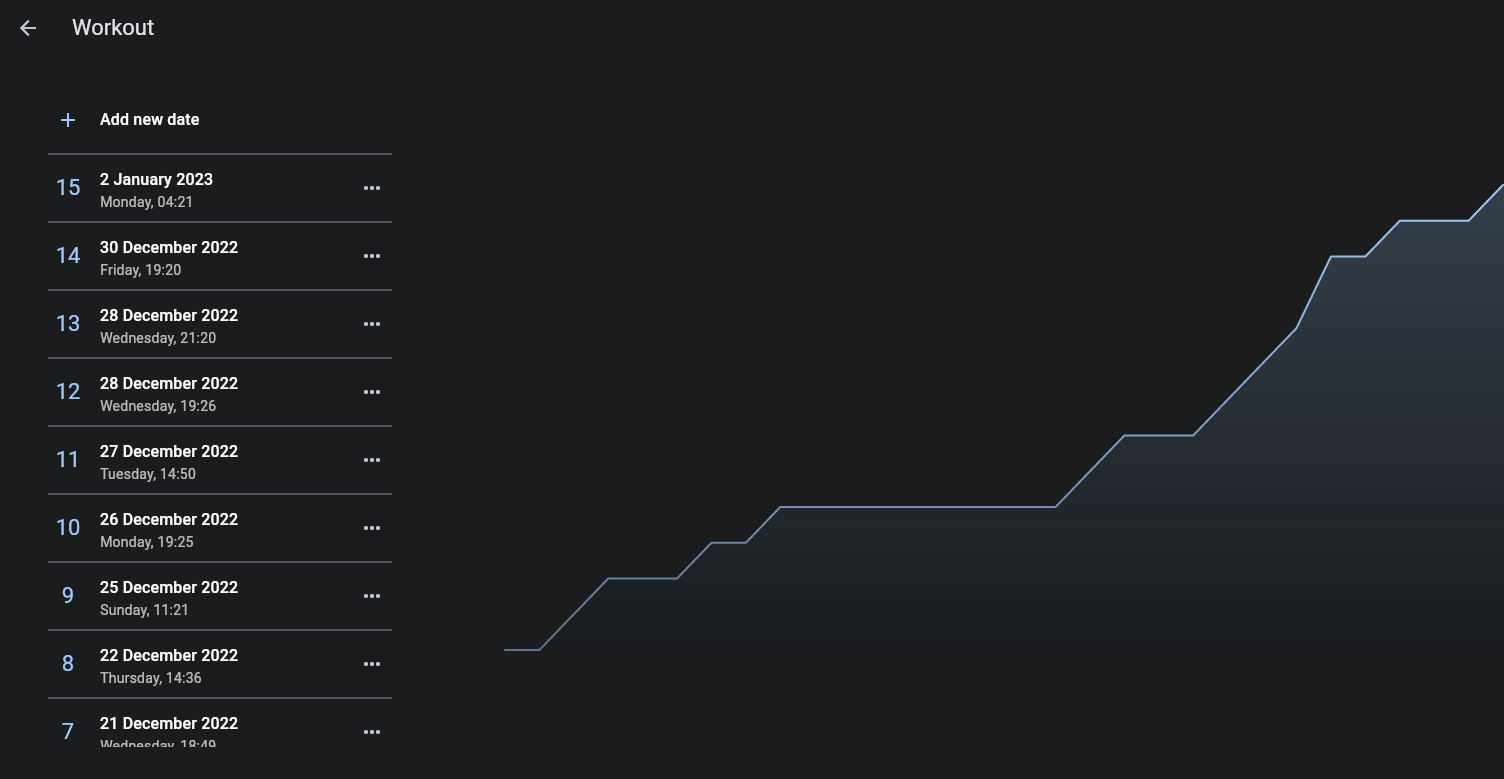 Workout
Add new date
15
2 January 2023
Monday, 04:21
14
30 December 2022
Friday, 19:20
13
28 December 2022
Wednesday, 21:20
12
28 December 2022
Wednesday, 19:26
11
27 December 2022
Tuesday, 14:50
10
26 December 2022
Monday, 19:25
9
25 December 2022
Sunday, 11:21
8
22 December 2022
Thursday, 14:36
7
21 December 2022
Wednesday, 18:49